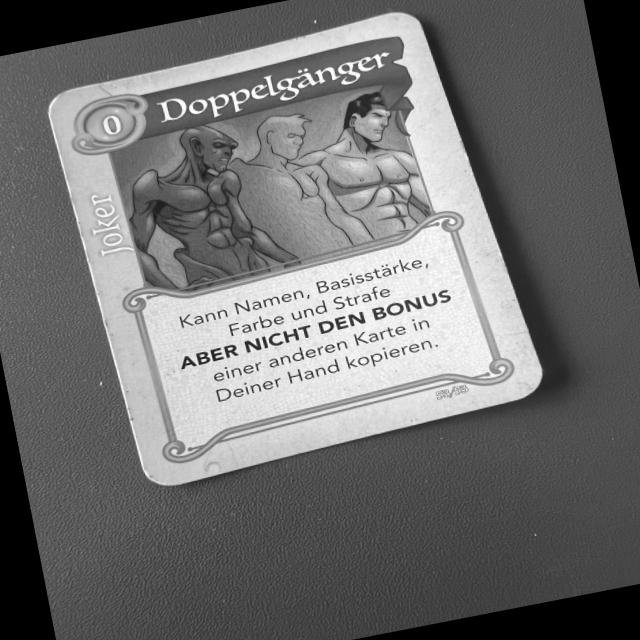 0
Doppelgänger
Joker
Kann Namen, Basisstärke,
Farbe und Strafe
ABER NICHT DEN BONUS
einer anderen Karte in
Deiner Hand kopieren.